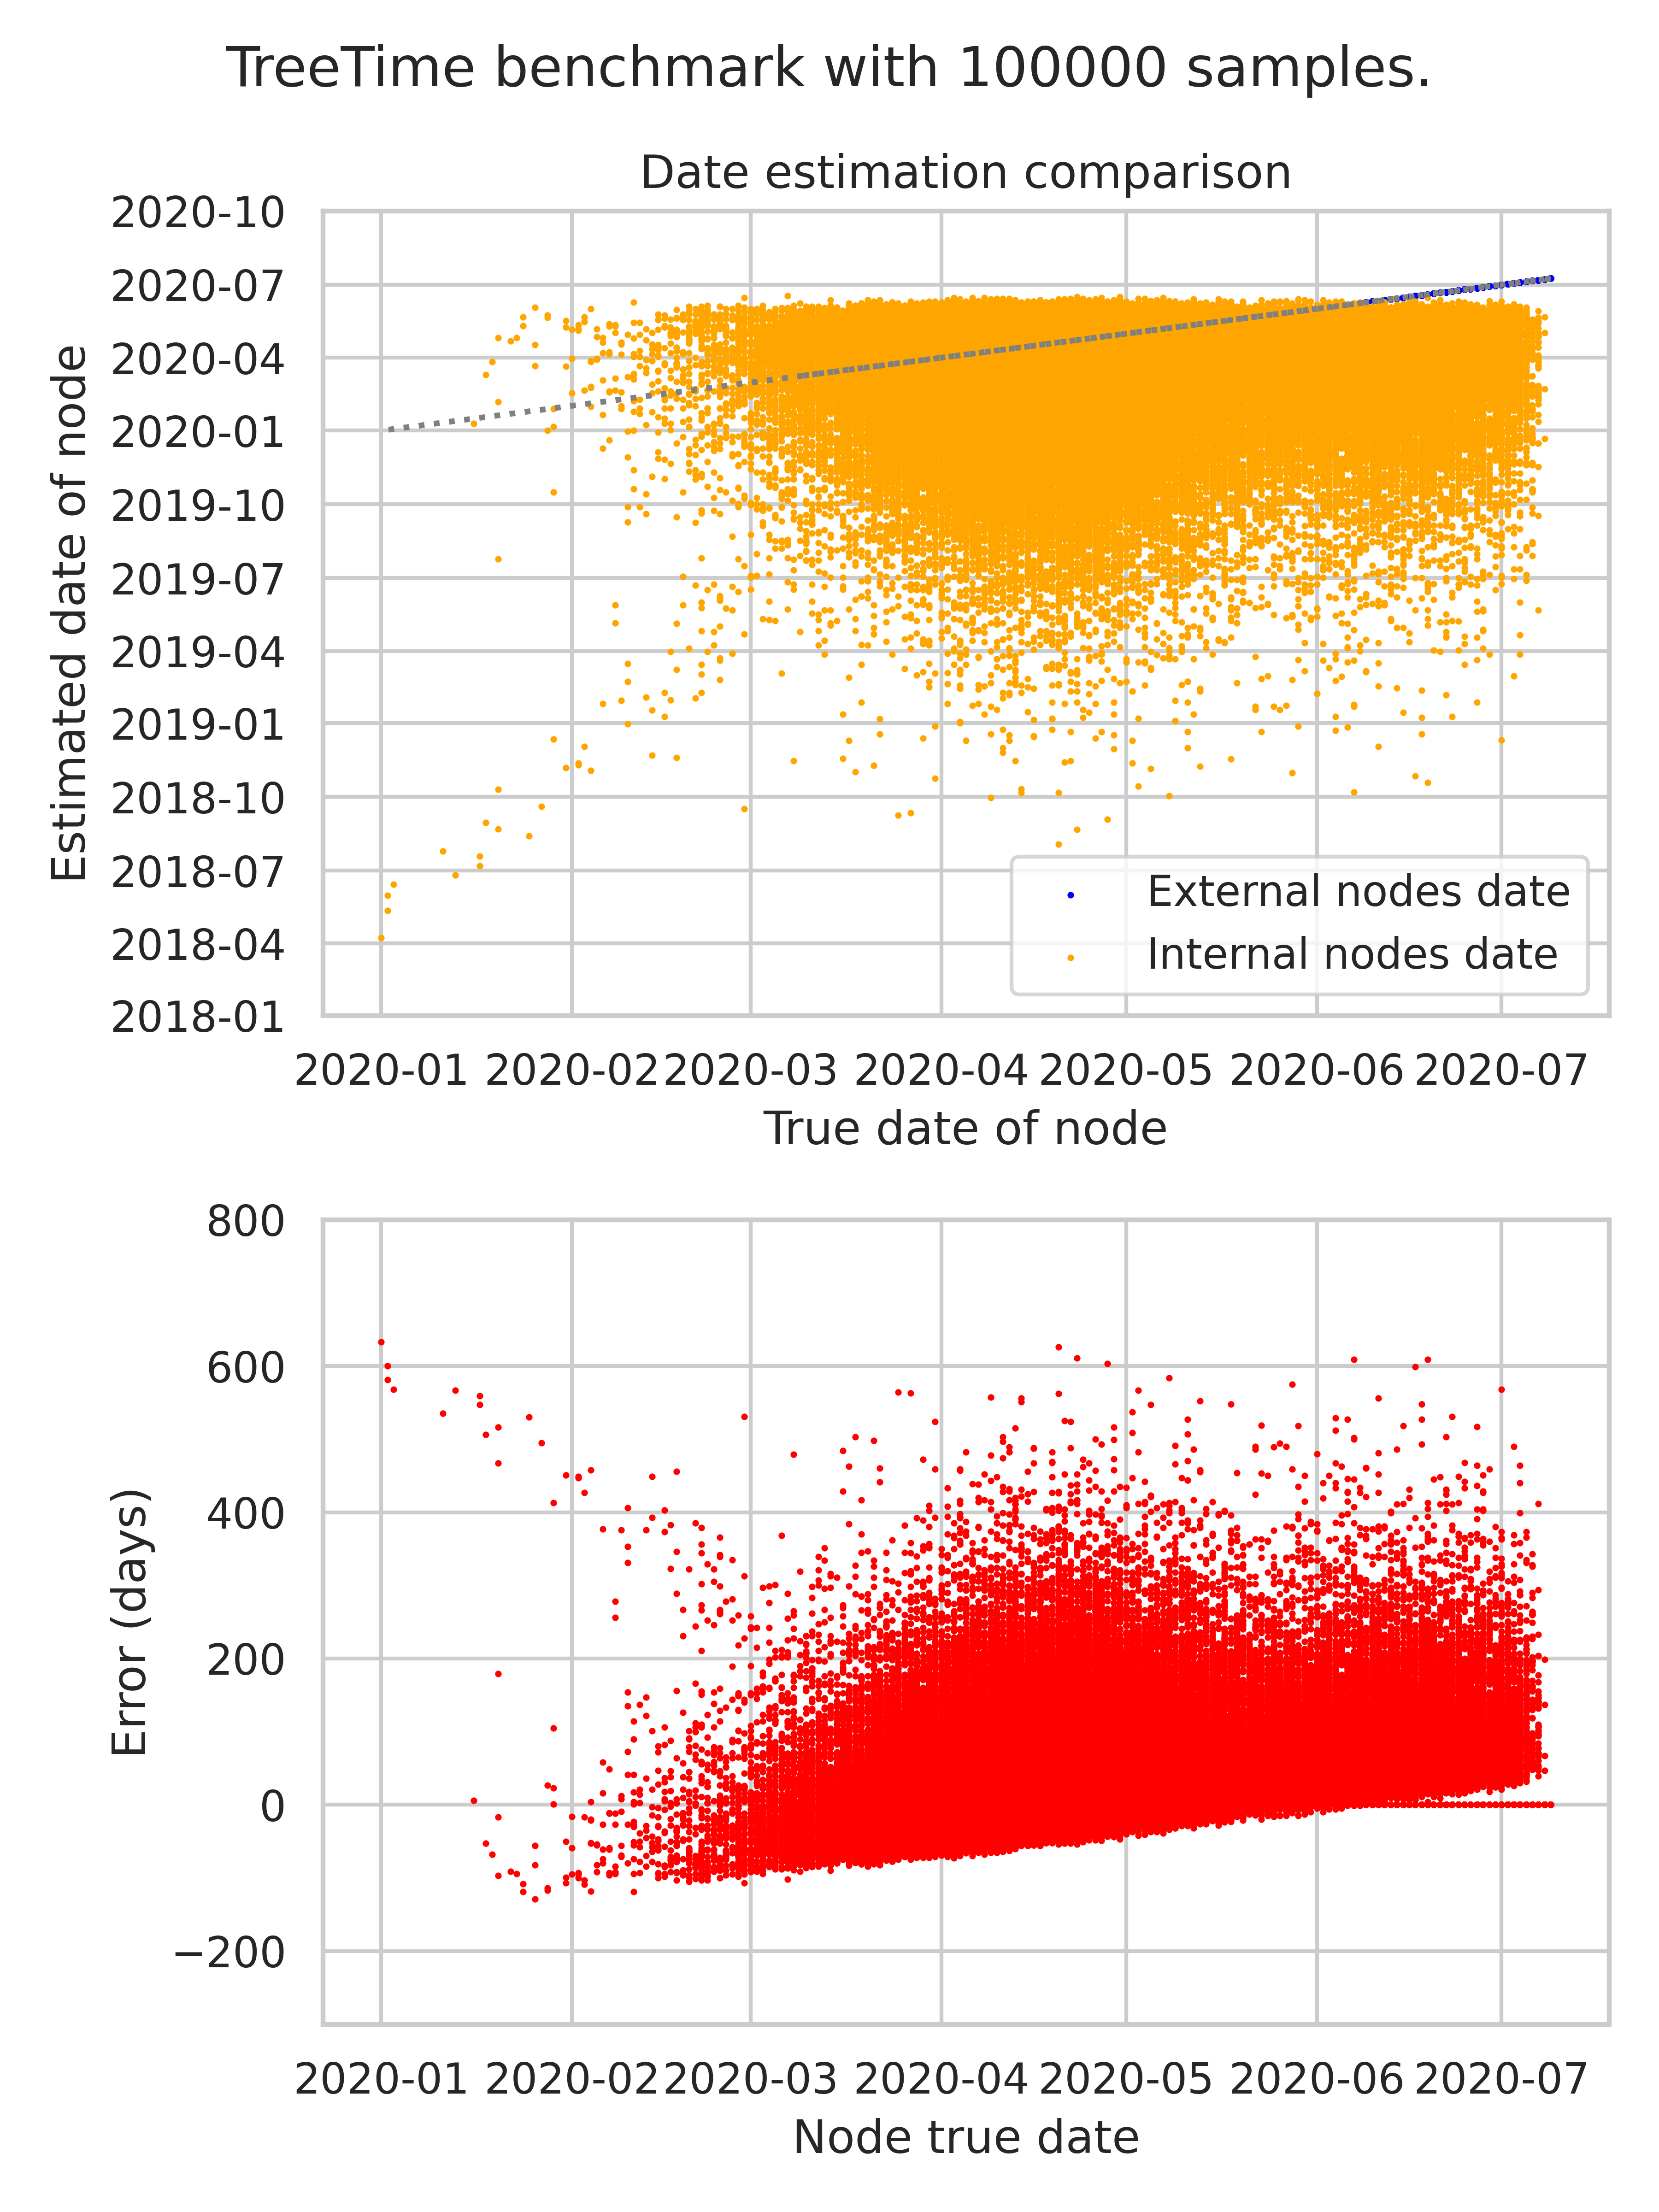 TreeTime benchmark with 100000 samples.
Date estimation comparison
2020-10
2020-07
2020-04
2020-01
2019-10
2019-07
2019-04
2019-01
2018-10
2018-07
2018-04
2018-01
Estimated date of node
External nodes date
Internal nodes date
2020-01 2020-02 2020-03 2020-04 2020-05 2020-06 2020-07
True date of node
800
600
400
200
0
−200
Error (days)
2020-01 2020-02 2020-03 2020-04 2020-05 2020-06 2020-07
Node true date